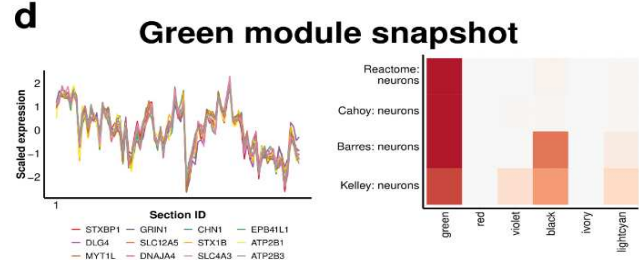 d
Green module snapshot
Scaled expression
2
1
0
−1
−2
1
Section ID
STXBP1 GRIN1 CHN1 EPB41L1
DLG4 SLC12A5 STX1B ATP2B1
MYT1L DNAJA4 SLC4A3 ATP2B3
Reactome:
neurons
Cahoy: neurons
Barres: neurons
Kelley: neurons
green
red
violet
black
ivory
lightcyan